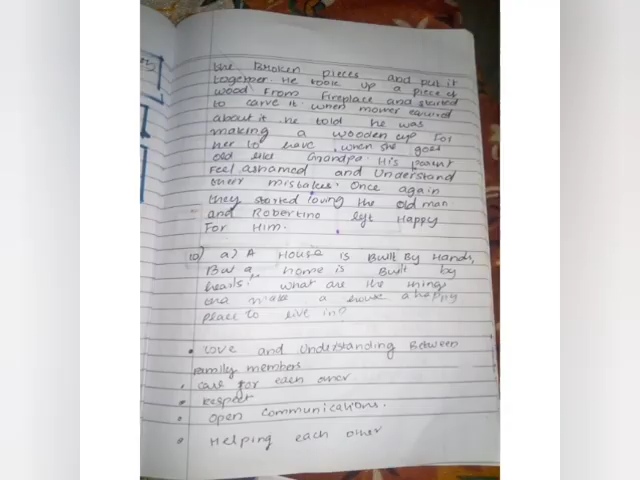 the Broken pieces and put it
together. He took up a piece of
wood From Fireplace and started
to carve it. when mower
about it. he told he was
making a wooden cup For
her to have, when she goes
old like Grandpa. His parent
Feel ashamed and Understand
their mistakes. Once again
they started loving the old man
and Robertino left Happy
For Him.
10) a) A House is Built By Hands,
But a home is Built by
hearts. What are the things
tha make a house a happy
place to live in?
• Love and Understanding Between
Family members
• care for each other
• Respect
• Open Communications.
• Helping each other